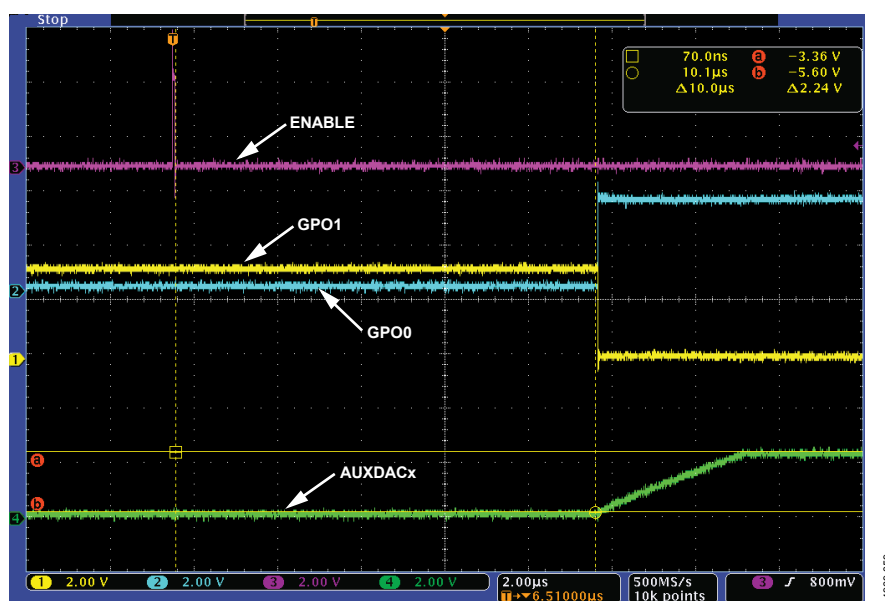 Stop
T
T
70.0ns a −3.36 V
10.1μs b −5.60 V
Δ10.0μs Δ2.24 V
ENABLE
3
GPO1
2
GPO0
1
a
AUXDACx
b
4
1 2.00 V 2 2.00 V 3 2.00 V 4 2.00 V
2.00μs
T→▼6.51000μs
500MS/s
10k points
3 ʃ 800mV